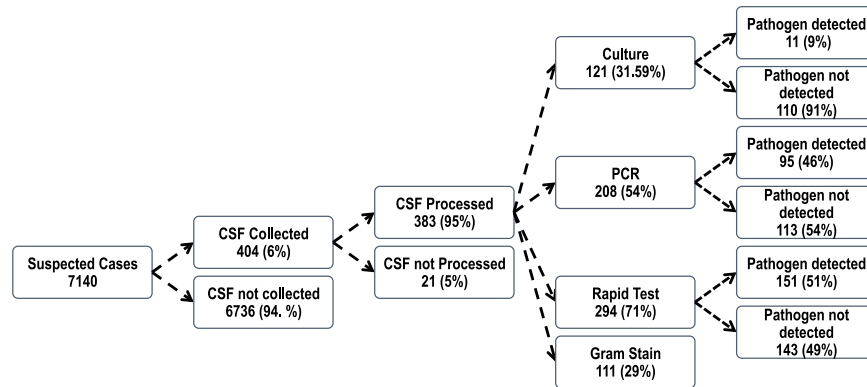 Suspected Cases
7140
CSF Collected
404 (6%)
CSF not collected
6736 (94. %)
CSF Processed
383 (95%)
CSF not Processed
21 (5%)
Culture
121 (31.59%)
PCR
208 (54%)
Rapid Test
294 (71%)
Gram Stain
111 (29%)
Pathogen detected
11 (9%)
Pathogen not
detected
110 (91%)
Pathogen detected
95 (46%)
Pathogen not
detected
113 (54%)
Pathogen detected
151 (51%)
Pathogen not
detected
143 (49%)